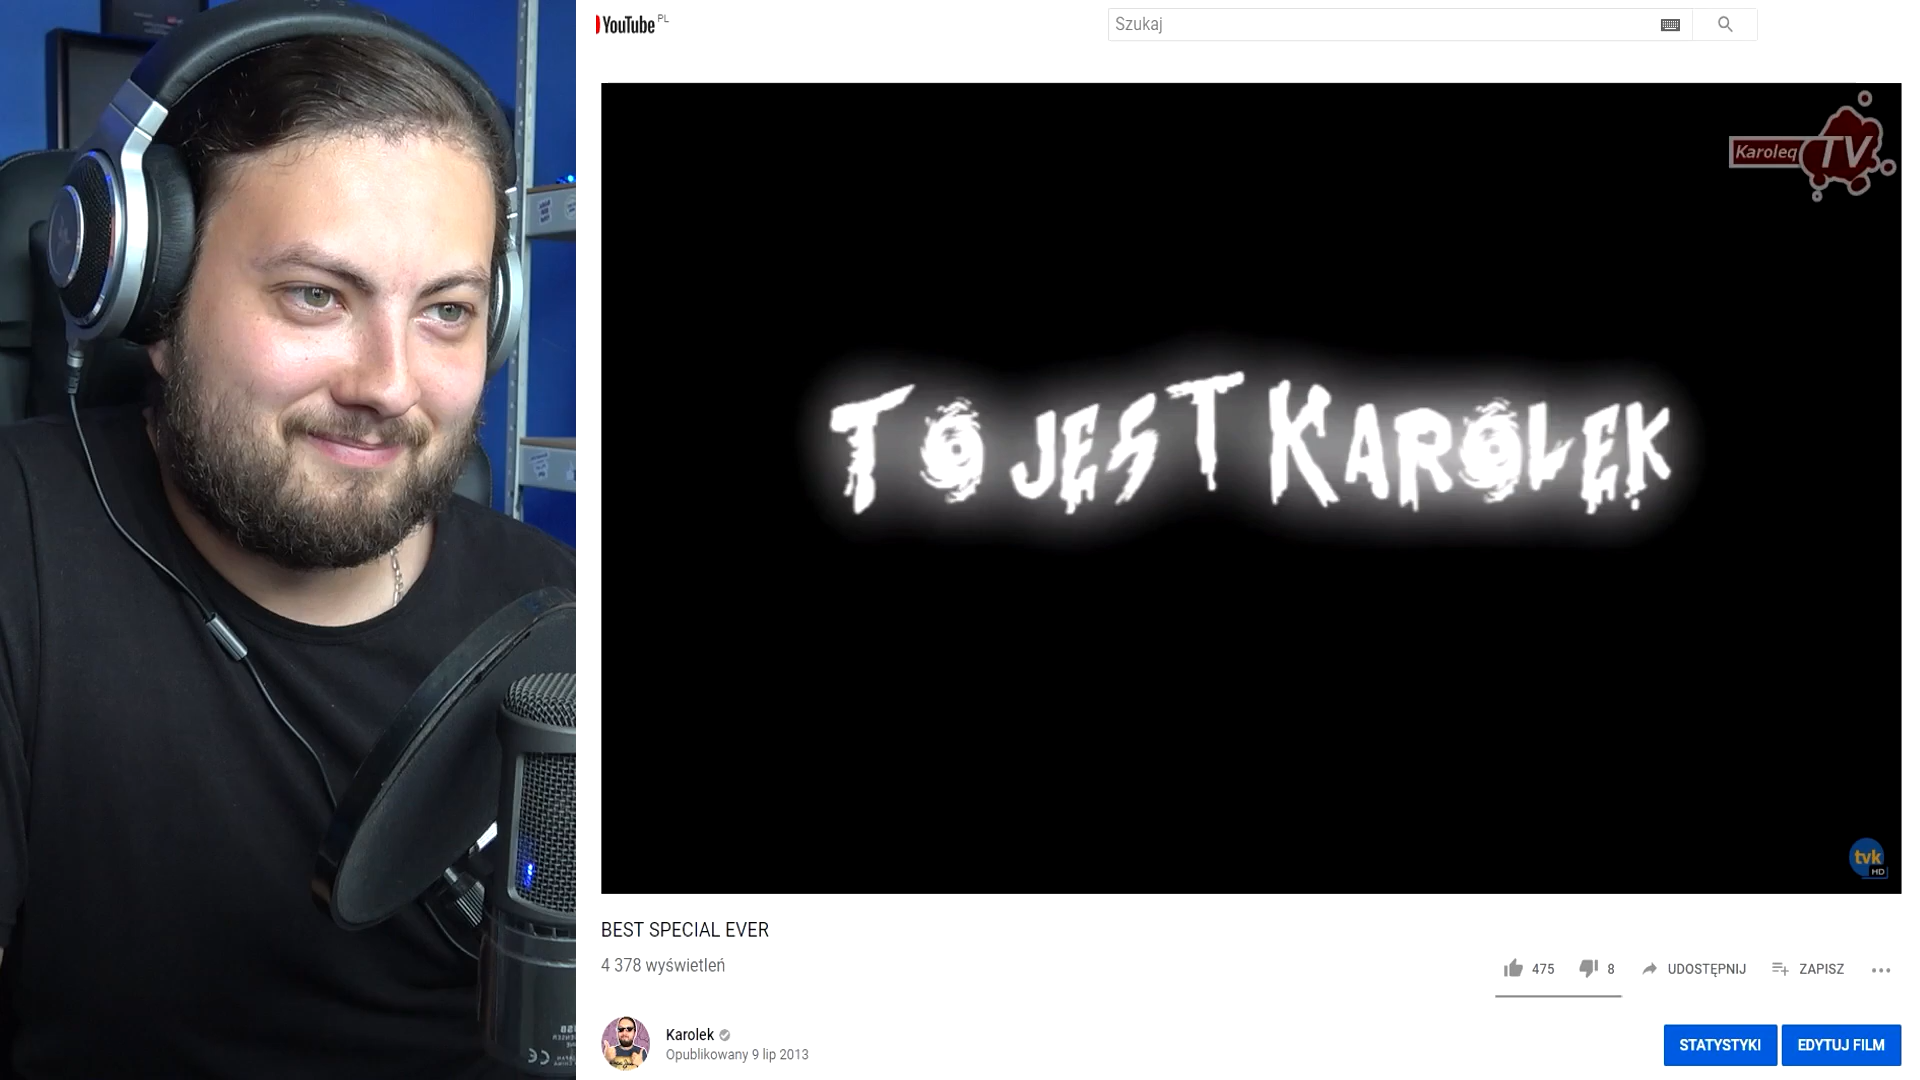 YouTube PL
Szukaj
Karoleq TV
TO JEST KAROLEK
tvk
HD
BEST SPECIAL EVER
4 378 wyświetleń
475
8
UDOSTĘPNIJ
ZAPISZ
Karolek
Opublikowany 9 lip 2013
STATYSTYKI
EDYTUJ FILM